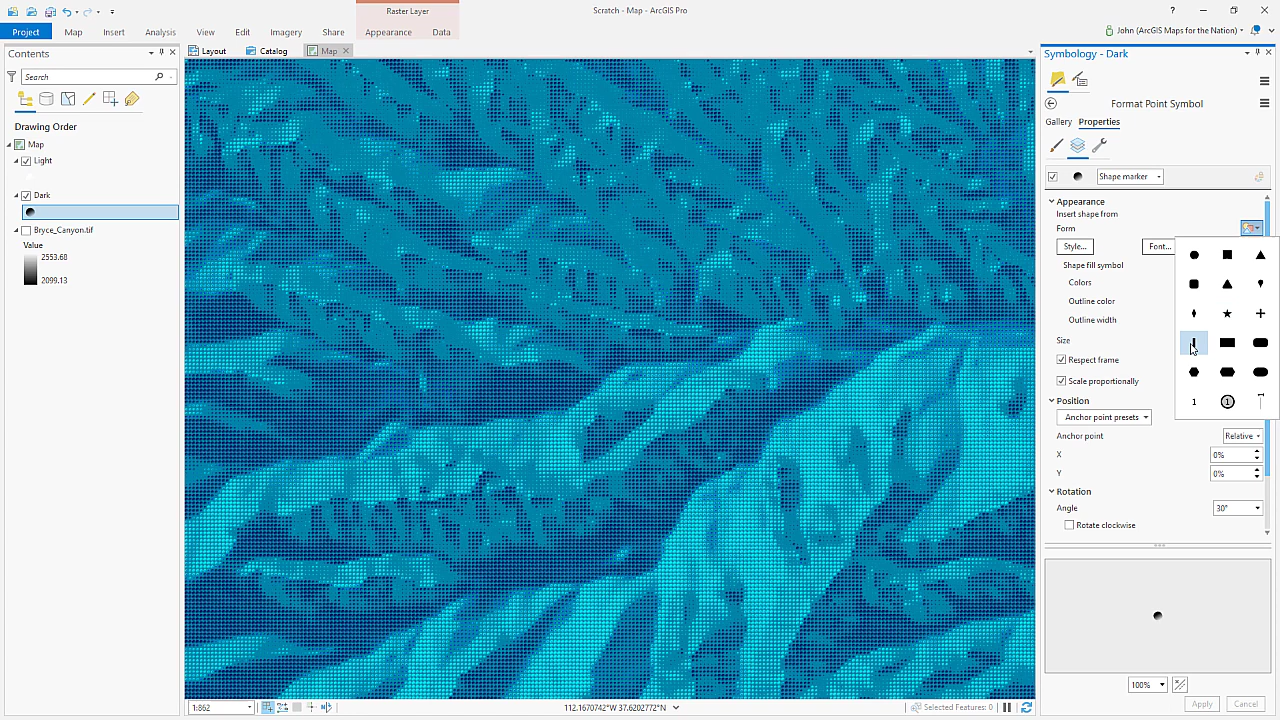 Raster Layer
Scratch - Map - ArcGIS Pro
?
Project Map Insert Analysis View Edit Imagery Share Appearance Data
John (ArcGIS Maps for the Nation)
Contents
Layout Catalog Map
Symbology - Dark
Search
Format Point Symbol
Gallery Properties
Drawing Order
Map
Light
Shape marker
Dark
Appearance
Insert shape from
Bryce_Canyon.tif
Form
Value
Style... Font...
2553.68
Shape fill symbol
2099.13
Colors
Outline color
Outline width
Size
Respect frame
Scale proportionally
1 1
Position
Anchor point presets
Anchor point Relative
X 0%
Y 0%
Rotation
Angle 30°
Rotate clockwise
100%
1:862
112.1670742°W 37.6202772°N
Selected Features: 0
Apply Cancel